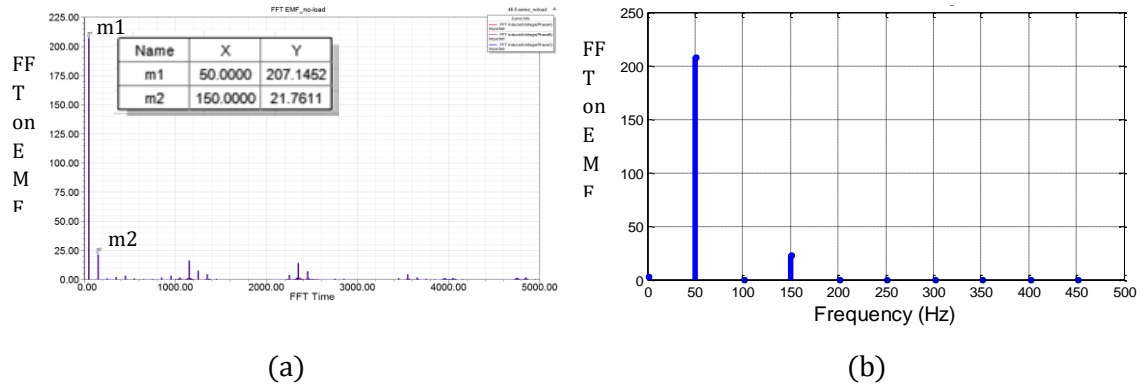 FFT EMF_no-load
m1
225.00
200.00
175.00
150.00
125.00
100.00
75.00
50.00
25.00
0.00
Name X Y
m1 50.0000 207.1452
m2 150.0000 21.7611
m2
FF
T
on
E
M
F
0.00 1000.00 2000.00 3000.00 4000.00 5000.00
FFT Time
(a)
250
200
150
100
50
0
FF
T
on
E
M
F
0 50 100 150 200 250 300 350 400 450 500
Frequency (Hz)
(b)